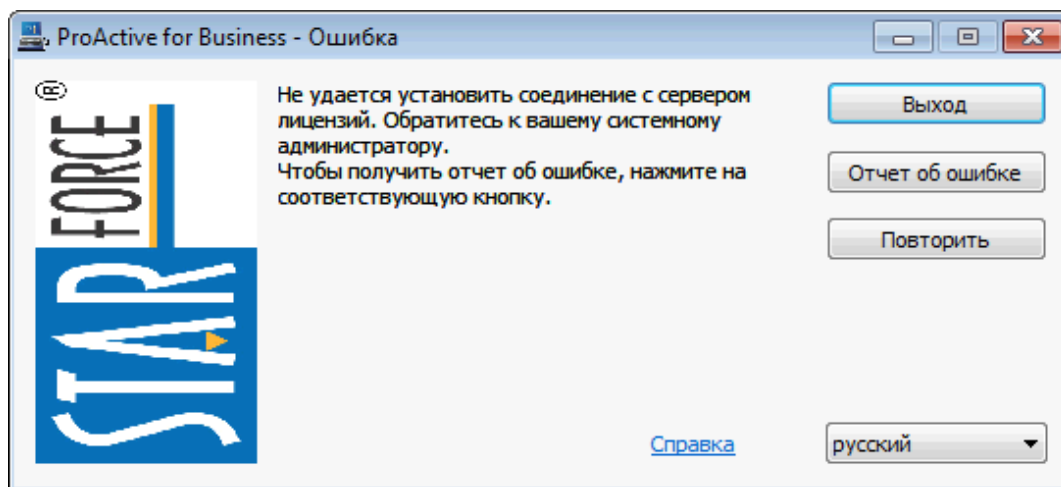 ProActive for Business - Ошибка
®
STAR FORCE
Не удается установить соединение с сервером
лицензий. Обратитесь к вашему системному
администратору.
Чтобы получить отчет об ошибке, нажмите на
соответствующую кнопку.
Выход
Отчет об ошибке
Повторить
Справка
русский